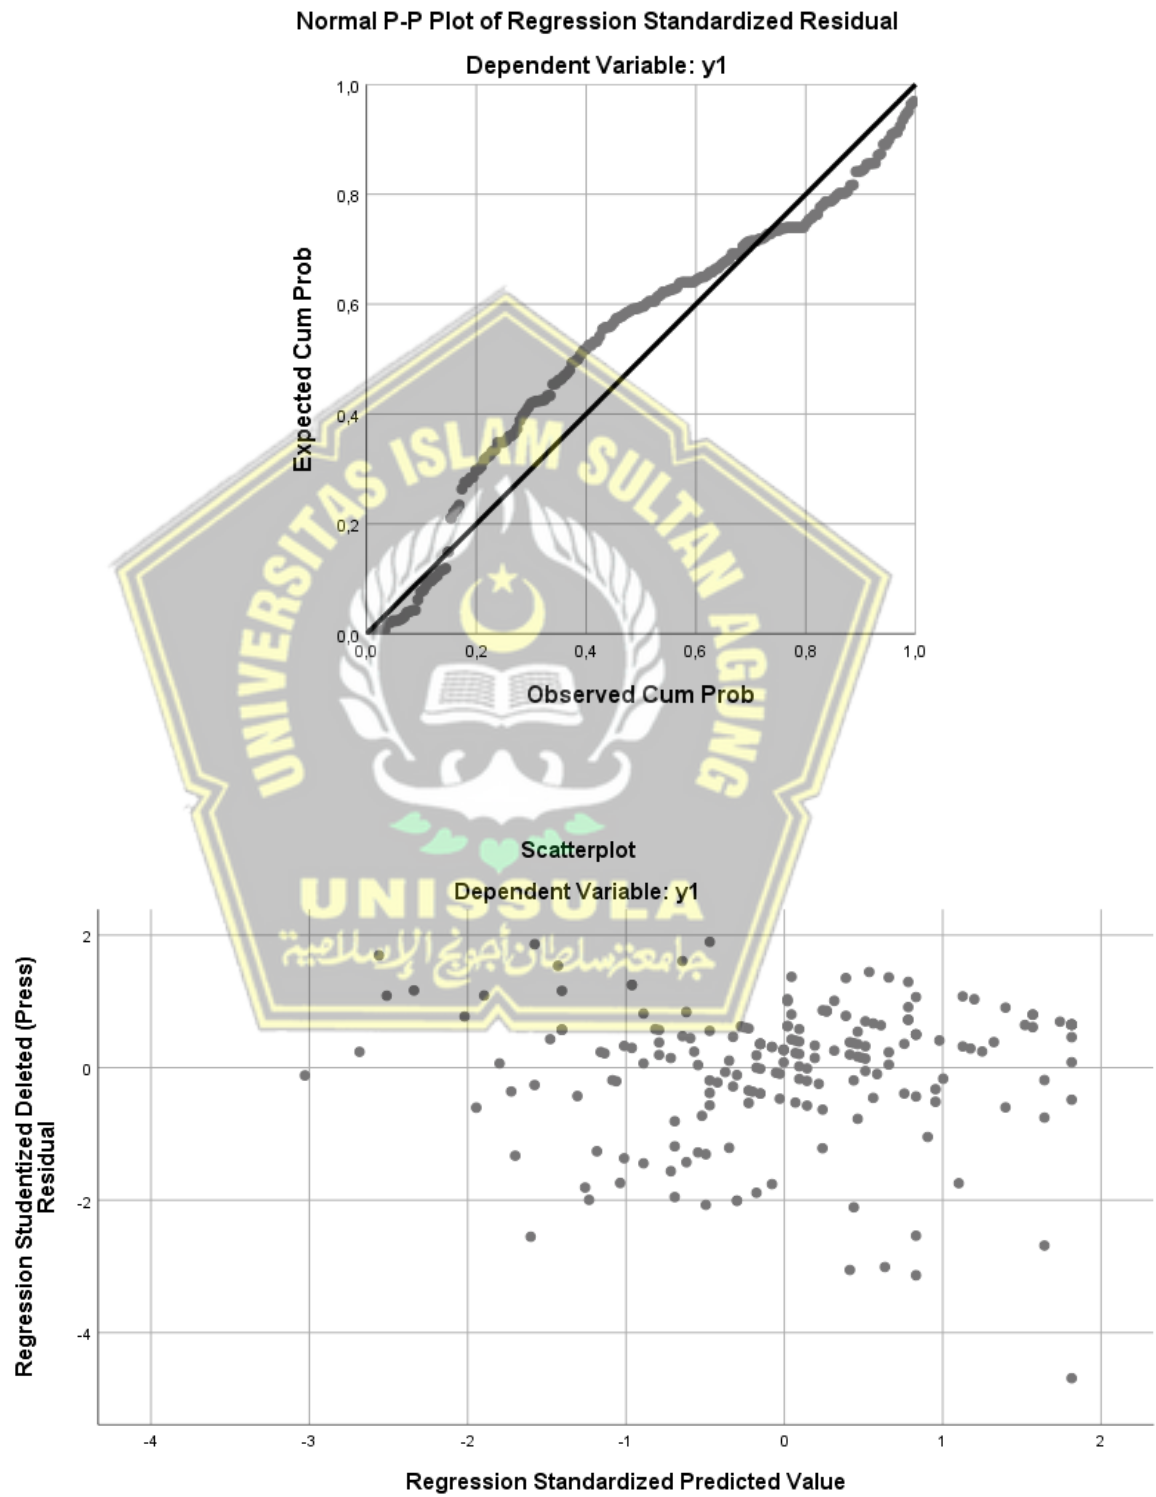 Normal P-P Plot of Regression Standardized Residual
Dependent Variable: y1
Expected Cum Prob
1,0
0,8
0,6
0,4
0,2
0,0
0,0 0,2 0,4 0,6 0,8 1,0
Observed Cum Prob
UNIVERSITAS ISLAM SULTAN AGUNG
UNISSULA
جامعتنسلطان أجونج الإسلامية
Scatterplot
Dependent Variable: y1
Regression Studentized Deleted (Press)
Residual
2
0
-2
-4
-4 -3 -2 -1 0 1 2
Regression Standardized Predicted Value